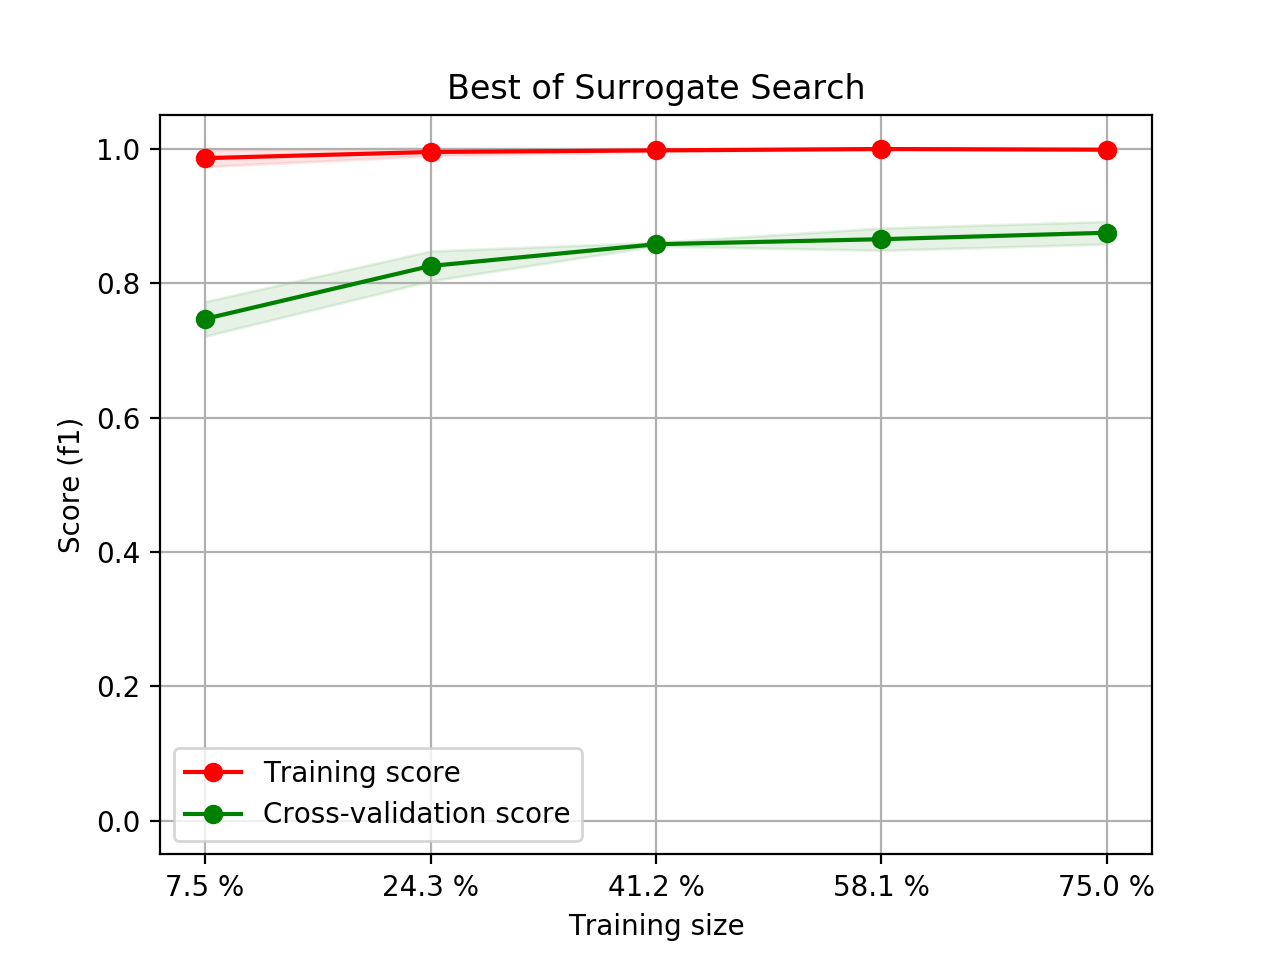 Best of Surrogate Search
1.0
0.8
0.6
0.4
0.2
0.0
Score (f1)
Training score
Cross-validation score
7.5 %
24.3 %
41.2 %
58.1 %
75.0 %
Training size